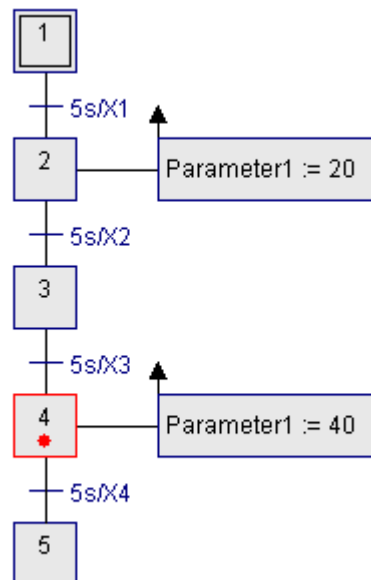 1
5s/X1
2
Parameter1 := 20
5s/X2
3
5s/X3
4
Parameter1 := 40
5s/X4
5